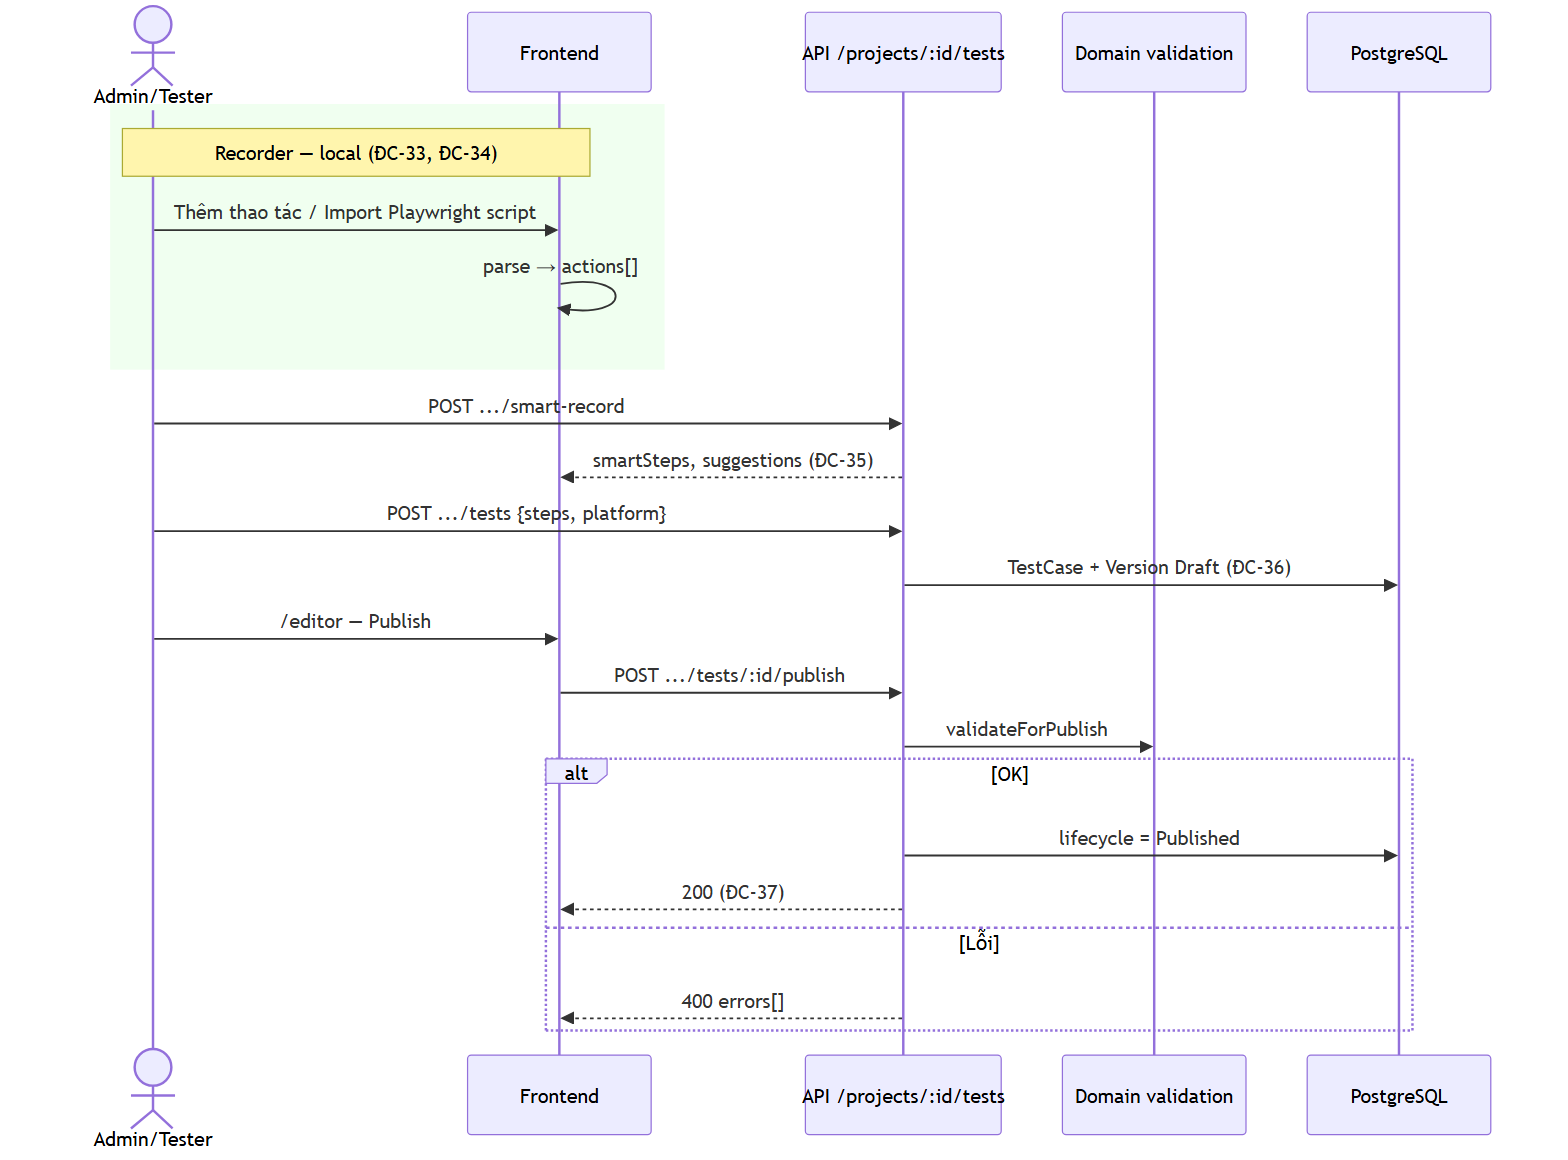 Admin/Tester
Frontend
API /projects/:id/tests
Domain validation
PostgreSQL
Recorder — local (ĐC-33, ĐC-34)
Thêm thao tác / Import Playwright script
parse → actions[]
POST .../smart-record
smartSteps, suggestions (ĐC-35)
POST .../tests {steps, platform}
TestCase + Version Draft (ĐC-36)
/editor — Publish
POST .../tests/:id/publish
validateForPublish
alt
[OK]
lifecycle = Published
200 (ĐC-37)
[Lỗi]
400 errors[]
Admin/Tester
Frontend
API /projects/:id/tests
Domain validation
PostgreSQL